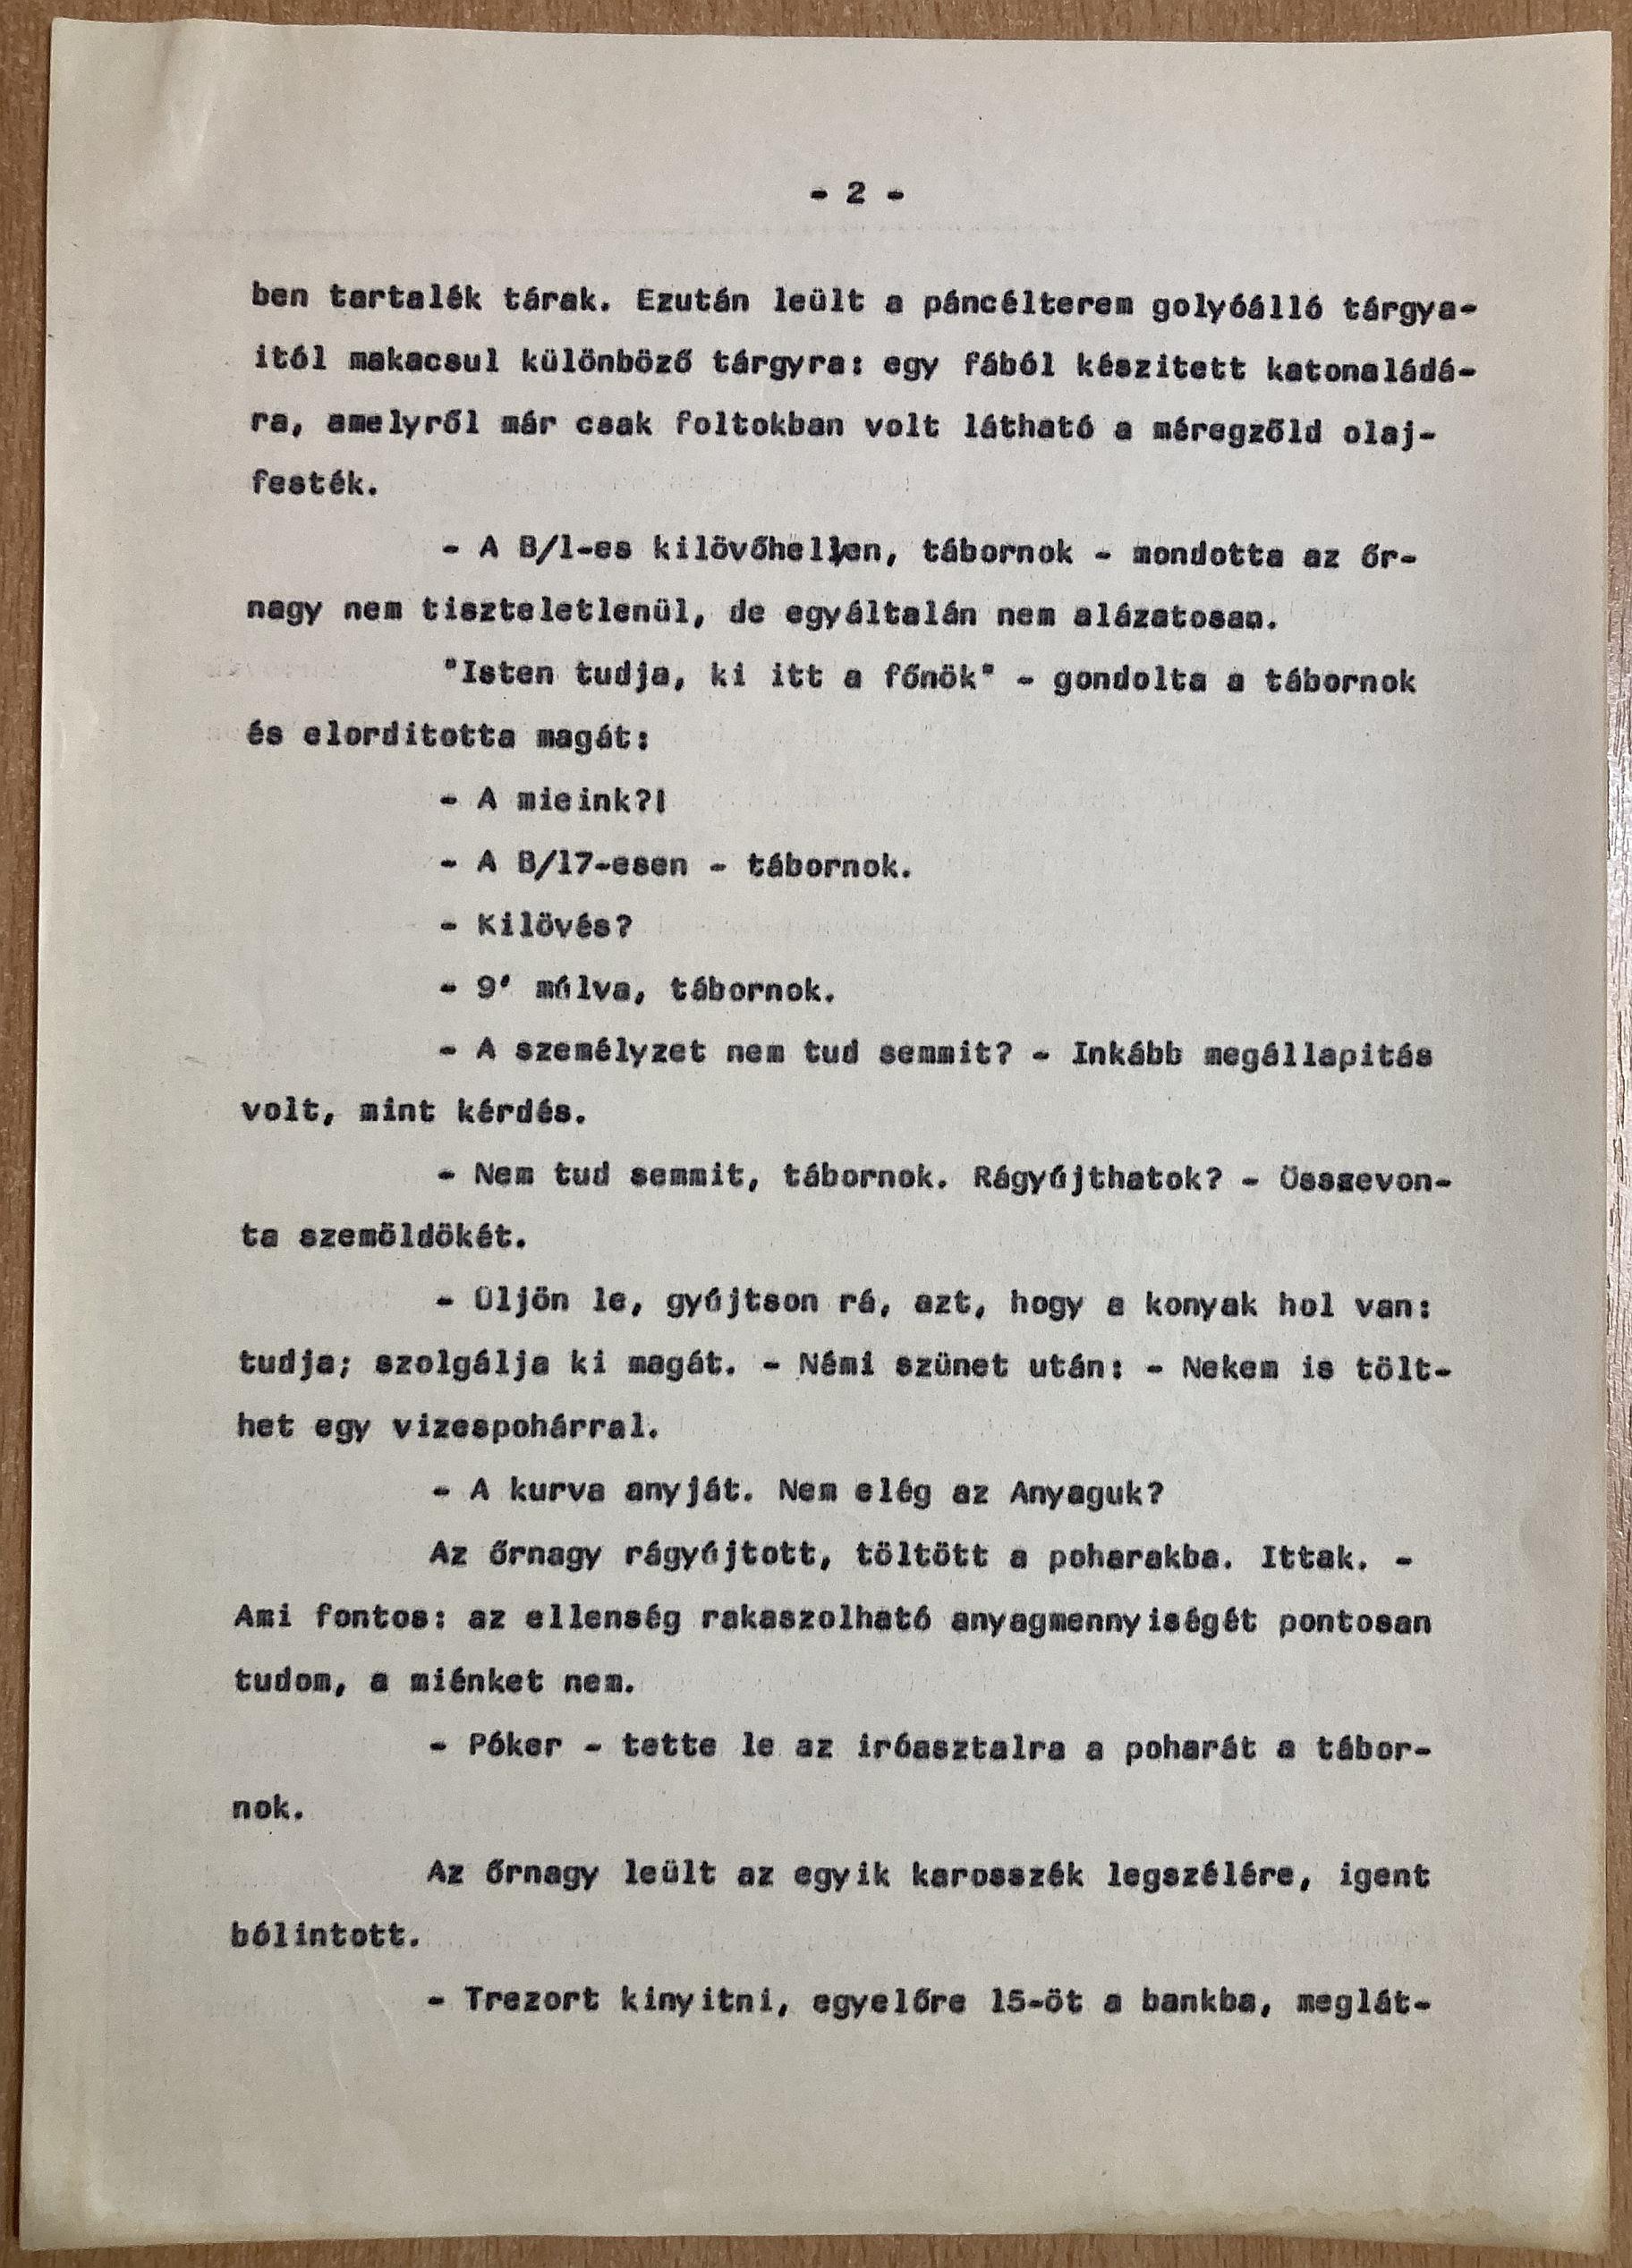 - 2 -
ben tartalék tárak. Ezután leült a páncélterem golyóálló tárgya-
itól makacsul különböző tárgyra: egy fából készitett katonaládá-
ra, amelyről már csak foltokban volt látható a méregzőld olaj-
festék.
- A B/l-es kilövőhellyen, tábornok - mondotta az őr-
nagy nem tiszteletlenül, de egyáltalán nem alázatosan.
"Isten tudja, ki itt a főnök" - gondolta a tábornok
és elorditotta magát:
- A mieink?!
- A B/l7-esen - tábornok.
- Kilövés?
- 9' múlva, tábornok.
- A személyzet nem tud semmit? - Inkább megállapitás
volt, mint kérdés.
- Nem tud semmit, tábornok. Rágyújthatok? - Összevon-
ta szemöldökét.
- Üljön le, gyújtson rá, azt, hogy a konyak hol van:
tudja; szolgálja ki magát. - Némi szünet után: - Nekem is tölt-
het egy vizespohárral.
- A kurva anyját. Nem elég az Anyaguk?
Az őrnagy rágyújtott, töltött a poharakba. Ittak. -
Ami fontos: az ellenség rakaszolható anyagmennyiségét pontosan
tudom, a miénket nem.
- Póker - tette le az iróasztalra a poharát a tábor-
nok.
Az őrnagy leült az egyik karosszék legszélére, igent
bólintott.
- Trezort kinyitni, egyelőre l5-öt a bankba, meglát-